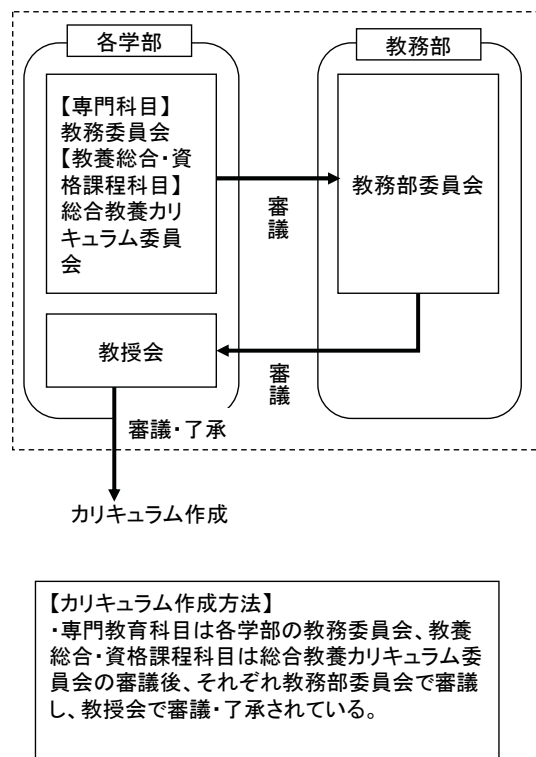 各学部
教務部
【専門科目】
教務委員会
【教養総合・資
格課程科目】
総合教養カリ
キュラム委員
会
審議
教務部委員会
教授会
審議
審議・了承
カリキュラム作成
【カリキュラム作成方法】
・専門教育科目は各学部の教務委員会、教養
総合・資格課程科目は総合教養カリキュラム委
員会の審議後、それぞれ教務部委員会で審議
し、教授会で審議・了承されている。